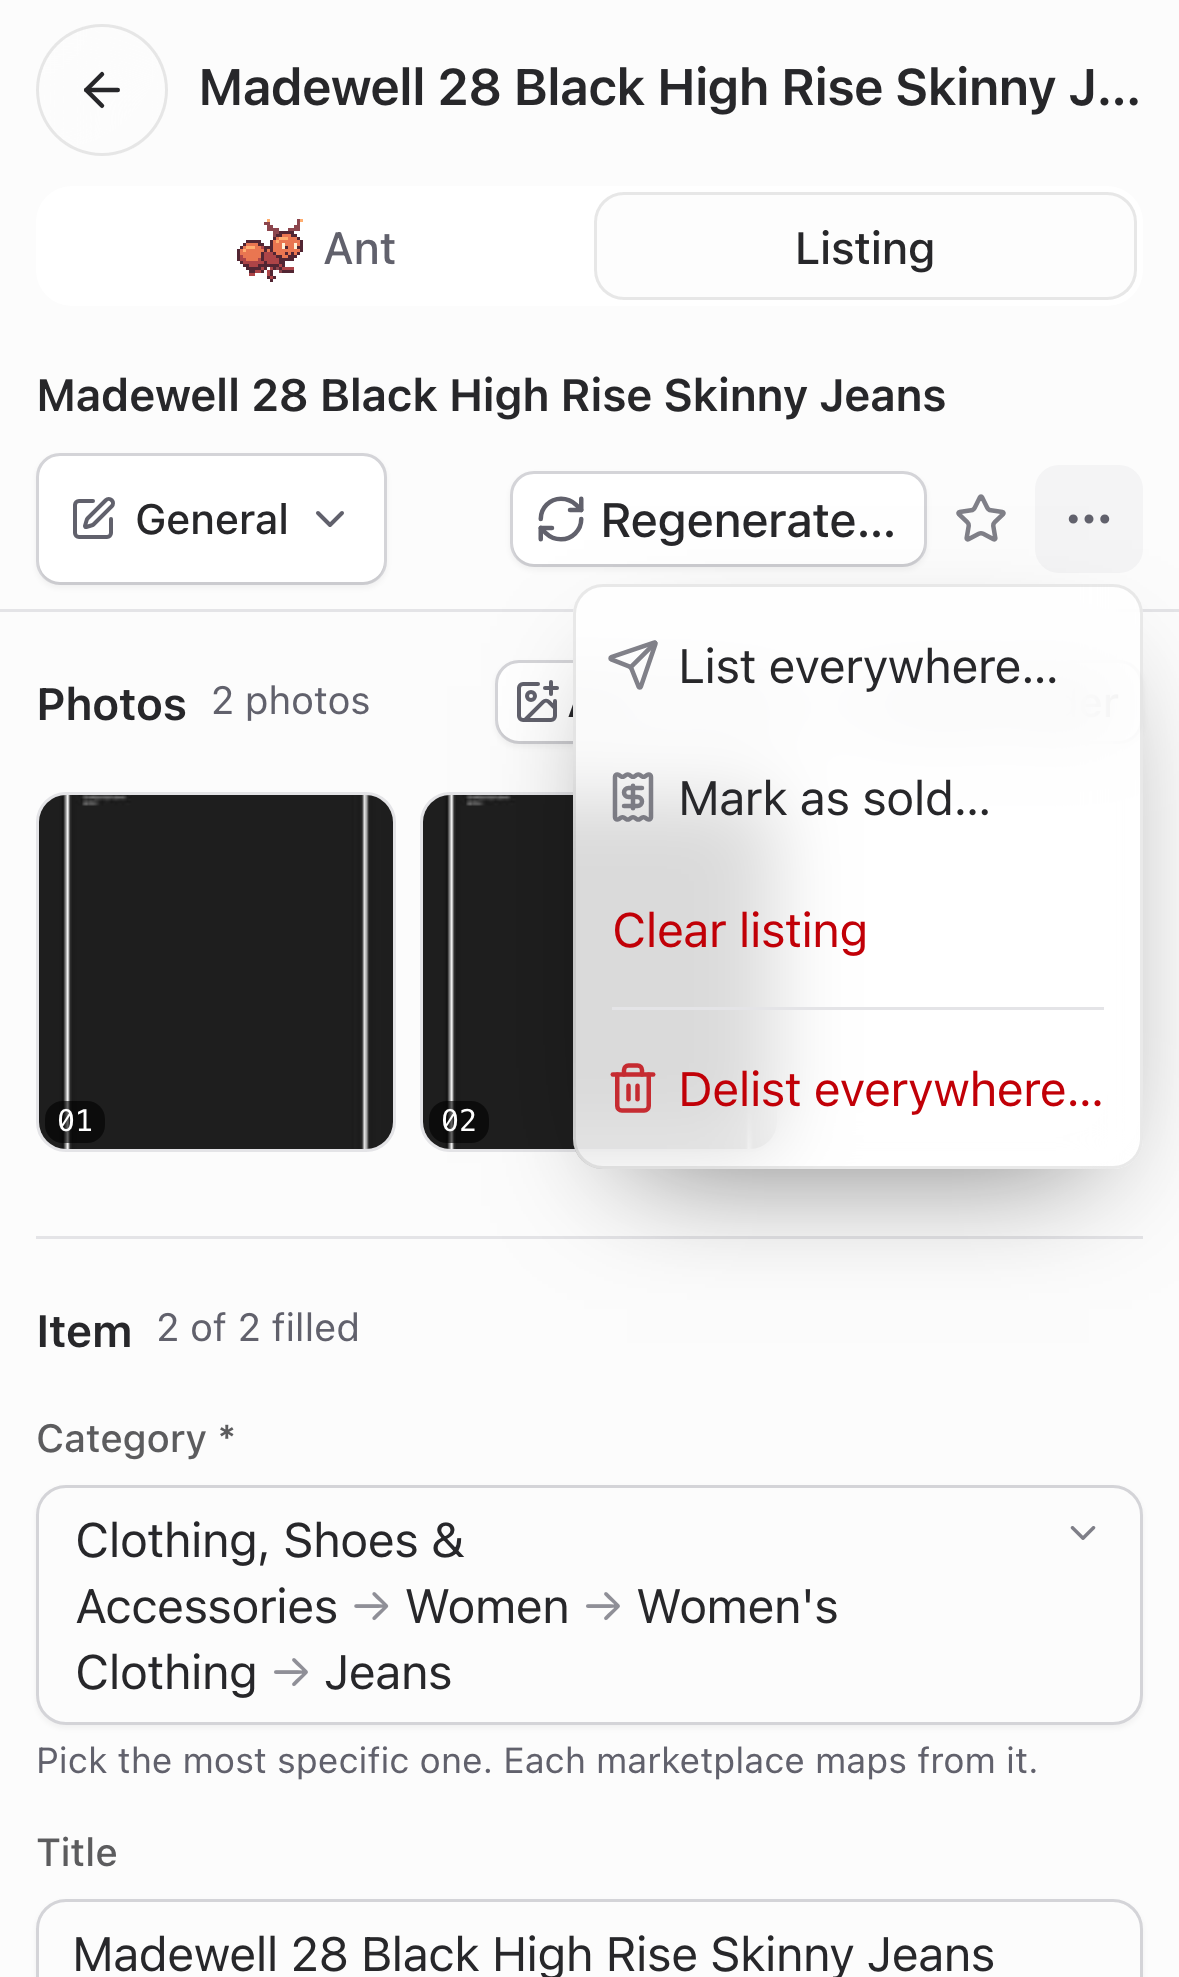 Madewell 28 Black High Rise Skinny J...
Ant
Listing
Madewell 28 Black High Rise Skinny Jeans
General
Regenerate...
List everywhere...
Photos 2 photos
Mark as sold...
Clear listing
01
02
Delist everywhere...
Item 2 of 2 filled
Category *
Clothing, Shoes &
Accessories → Women → Women's
Clothing → Jeans
Pick the most specific one. Each marketplace maps from it.
Title
Madewell 28 Black High Rise Skinny Jeans